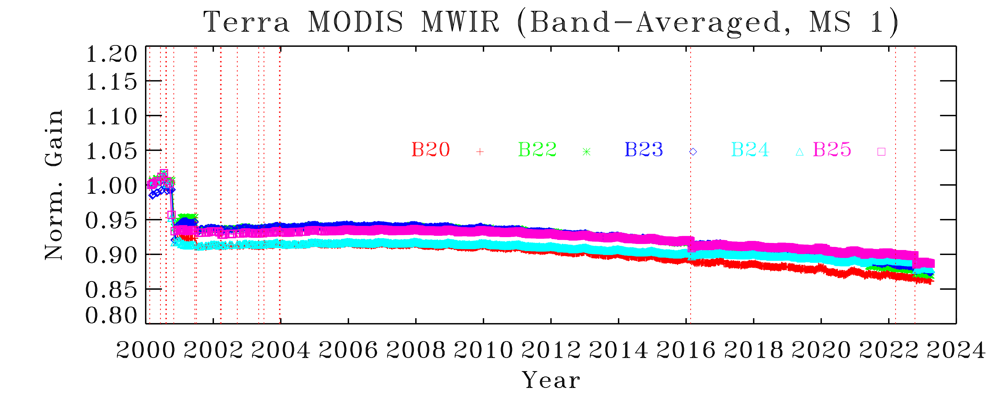 Terra MODIS MWIR (Band-Averaged, MS 1)
1.20
1.15
1.10
1.05
1.00
0.95
0.90
0.85
0.80
Norm. Gain
B20 B22 B23 B24 B25
2000 2002 2004 2006 2008 2010 2012 2014 2016 2018 2020 2022 2024
Year